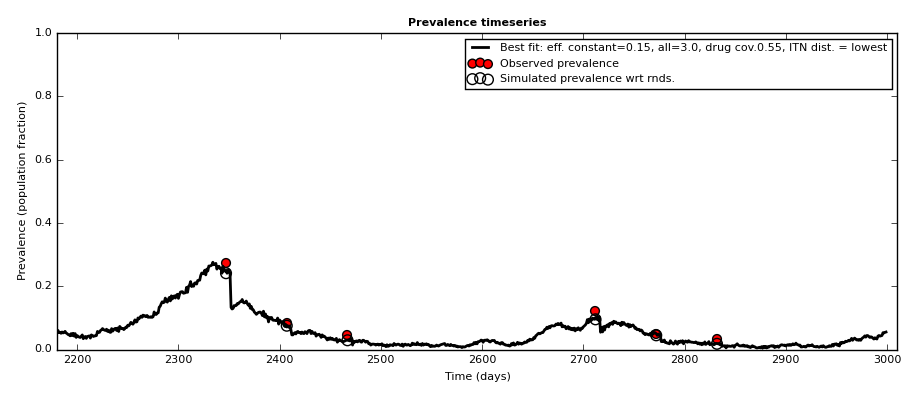 Prevalence timeseries
1.0
0.8
0.6
0.4
0.2
0.0
Prevalence (population fraction)
Best fit: eff. constant=0.15, all=3.0, drug cov.0.55, ITN dist. = lowest
Observed prevalence
Simulated prevalence wrt rnds.
2200 2300 2400 2500 2600 2700 2800 2900 3000
Time (days)